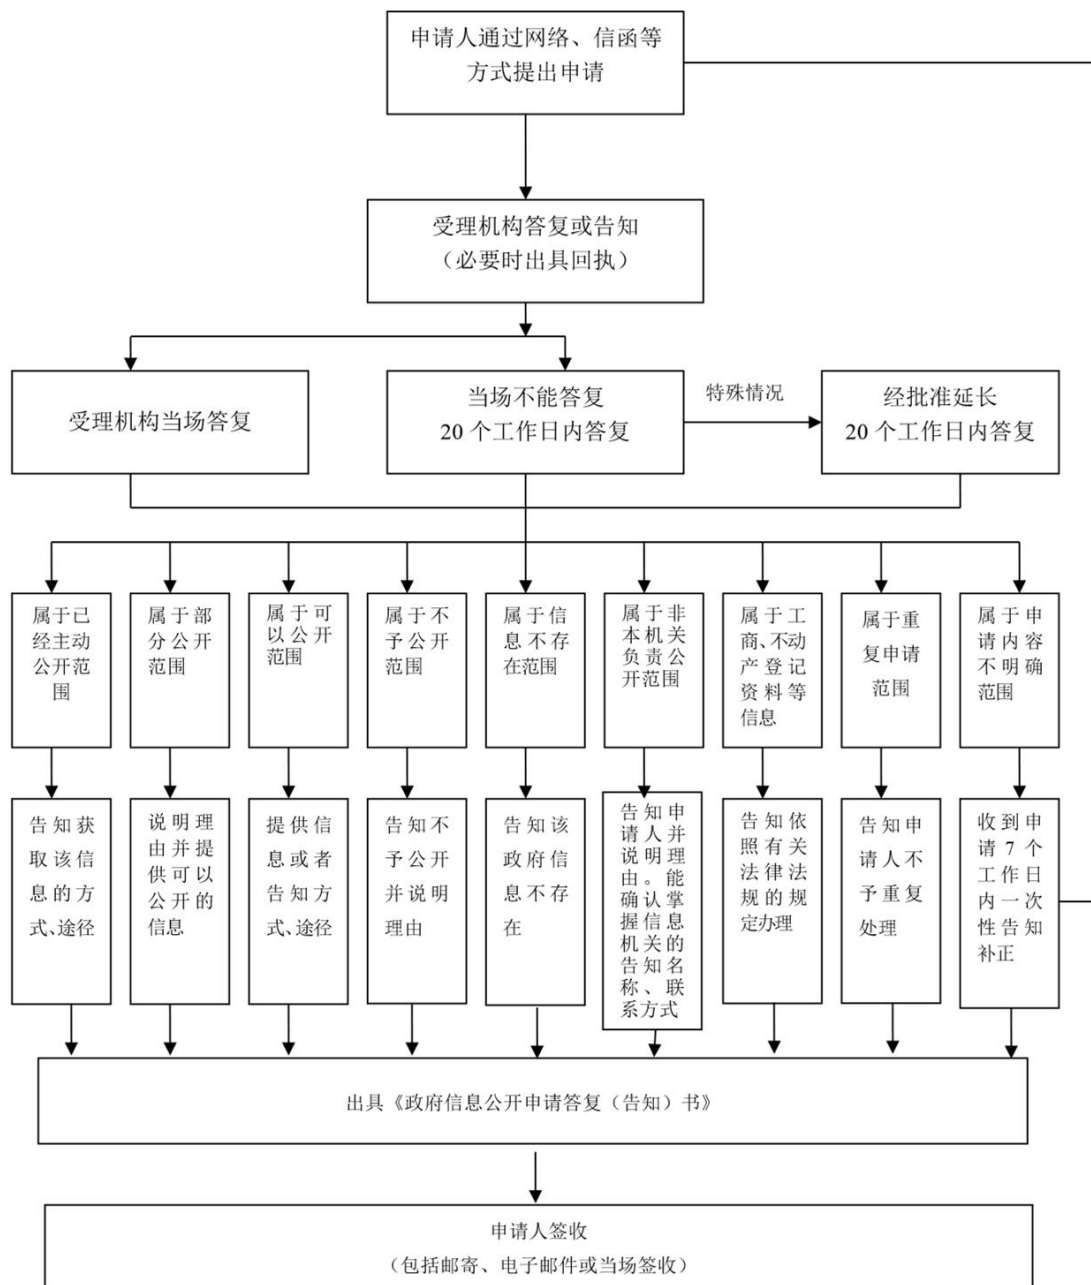 申请人通过网络、信函等
方式提出申请
受理机构答复或告知
（必要时出具回执）
受理机构当场答复
当场不能答复
20 个工作日内答复
特殊情况
经批准延长
20 个工作日内答复
属于已
经主动
公开范
围
属于部
分公开
范围
属于可
以公开
范围
属于不
予公开
范围
属于信
息不存
在范围
属于非
本机关
负责公
开范围
属于工
商、不动
产登记
资料等
信息
属于重
复申请
范围
属于申
请内容
不明确
范围
告知获
取该信
息的方
式、途径
说明理
由并提
供可以
公开的
信息
提供信
息或者
告知方
式、途径
告知不
予公开
并说明
理由
告知该
政府信
息不存
在
告知申
请人并
说明理
由。能
确认掌
握信息
机关的
告知名
称、联
系方式
告知依
照有关
法律法
规的规
定办理
告知申
请人不
予重复
处理
收到申
请 7 个
工作日
内一次
性告知
补正
出具《政府信息公开申请答复（告知）书》
申请人签收
（包括邮寄、电子邮件或当场签收）